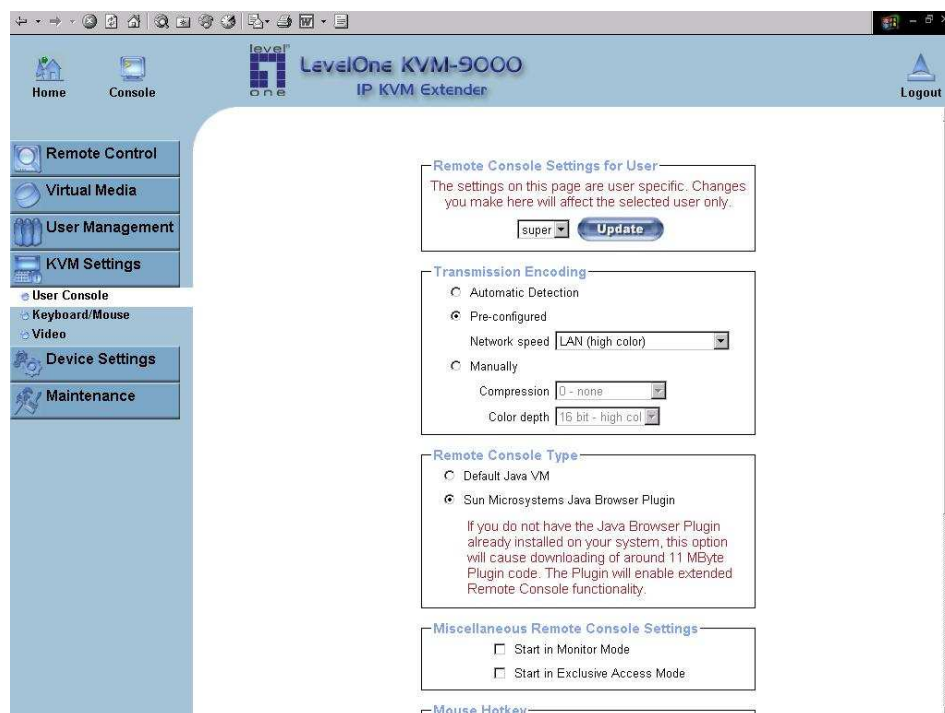 level
one
LevelOne KVM-9000
IP KVM Extender
Home
Console
Logout
Remote Control
Virtual Media
User Management
KVM Settings
User Console
Keyboard/Mouse
Video
Device Settings
Maintenance
Remote Console Settings for User
The settings on this page are user specific. Changes
you make here will affect the selected user only.
super Update
Transmission Encoding
Automatic Detection
Pre-configured
Network speed LAN (high color)
Manually
Compression 0 - none
Color depth 16 bit - high col
Remote Console Type
Default Java VM
Sun Microsystems Java Browser Plugin
If you do not have the Java Browser Plugin
already installed on your system, this option
will cause downloading of around 11 MByte
Plugin code. The Plugin will enable extended
Remote Console functionality.
Miscellaneous Remote Console Settings
Start in Monitor Mode
Start in Exclusive Access Mode
Mouse Hotkey